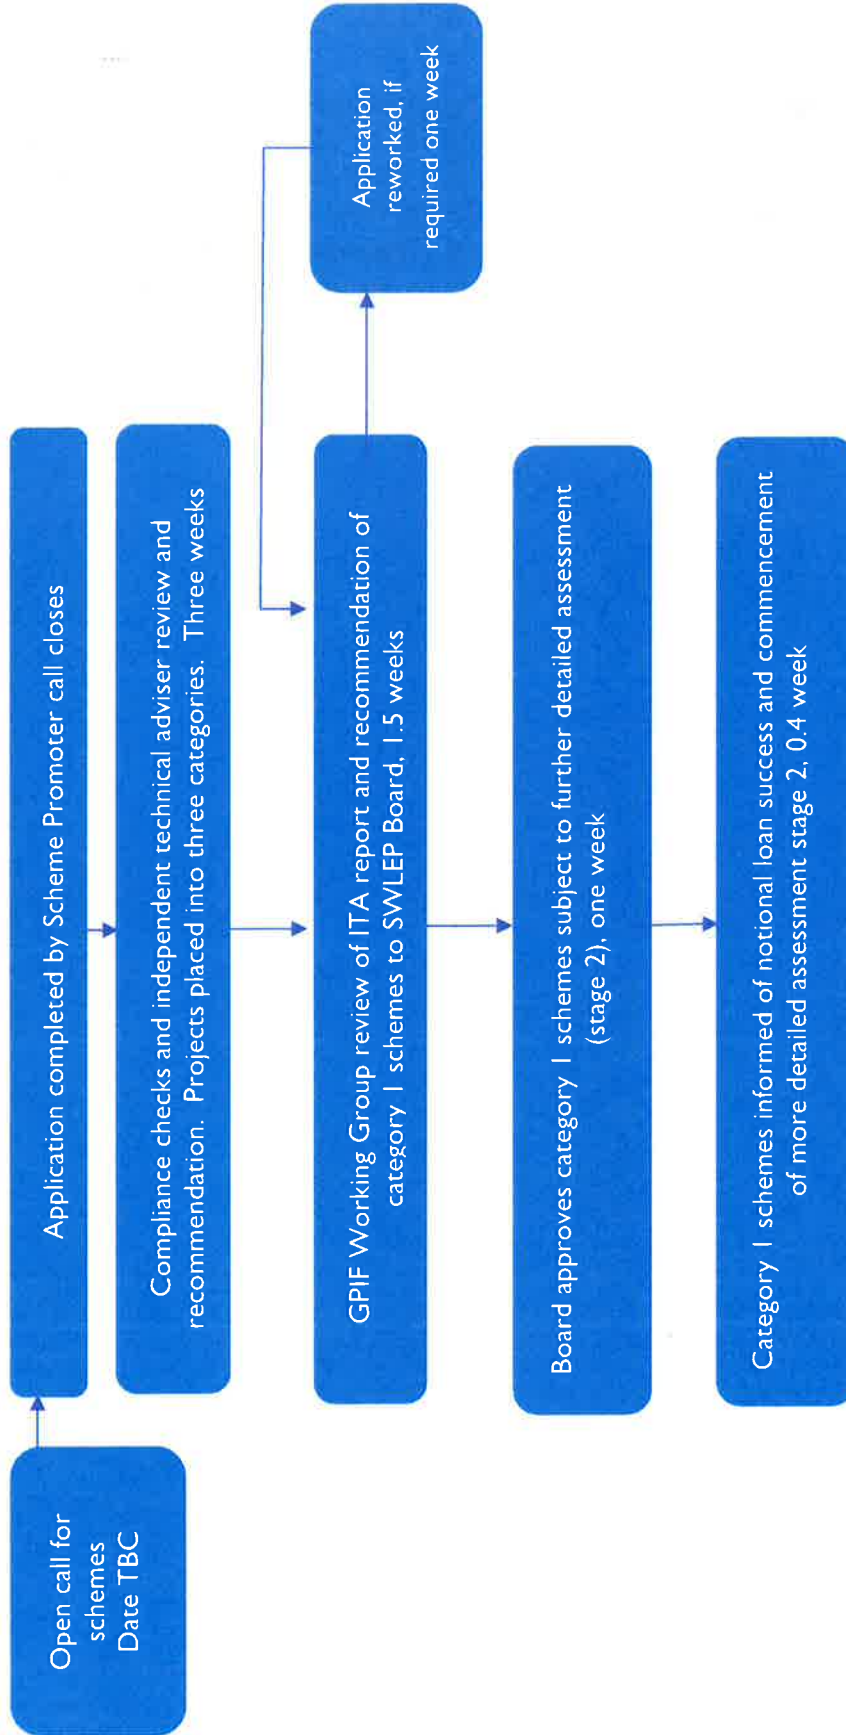 Open call for
schemes
Date TBC
Application completed by Scheme Promoter call closes
Compliance checks and independent technical adviser review and
recommendation. Projects placed into three categories. Three weeks
GPIF Working Group review of ITA report and recommendation of
category 1 schemes to SWLEP Board, 1.5 weeks
Application
reworked, if
required one week
Board approves category 1 schemes subject to further detailed assessment
(stage 2), one week
Category 1 schemes informed of notional loan success and commencement
of more detailed assessment stage 2, 0.4 week